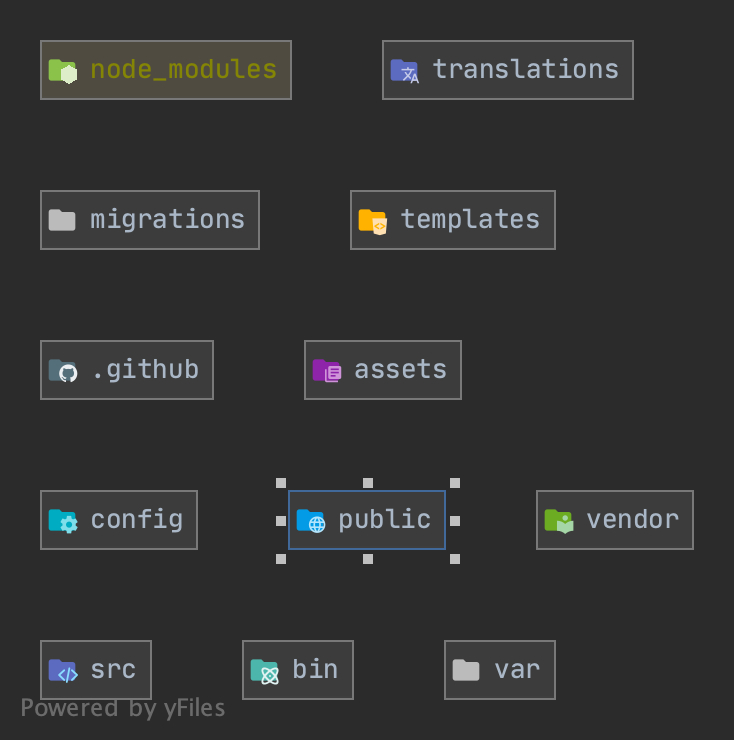 node_modules translations
migrations templates
.github assets
config public vendor
src bin var
Powered by yFiles